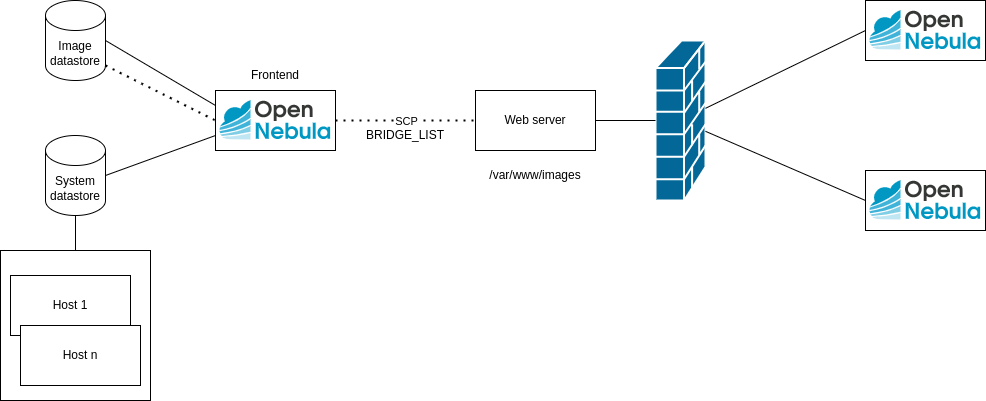 Image
datastore
Frontend
Open
Nebula
SCP
BRIDGE_LIST
Web server
/var/www/images
Open
Nebula
Open
Nebula
System
datastore
Host 1
Host n